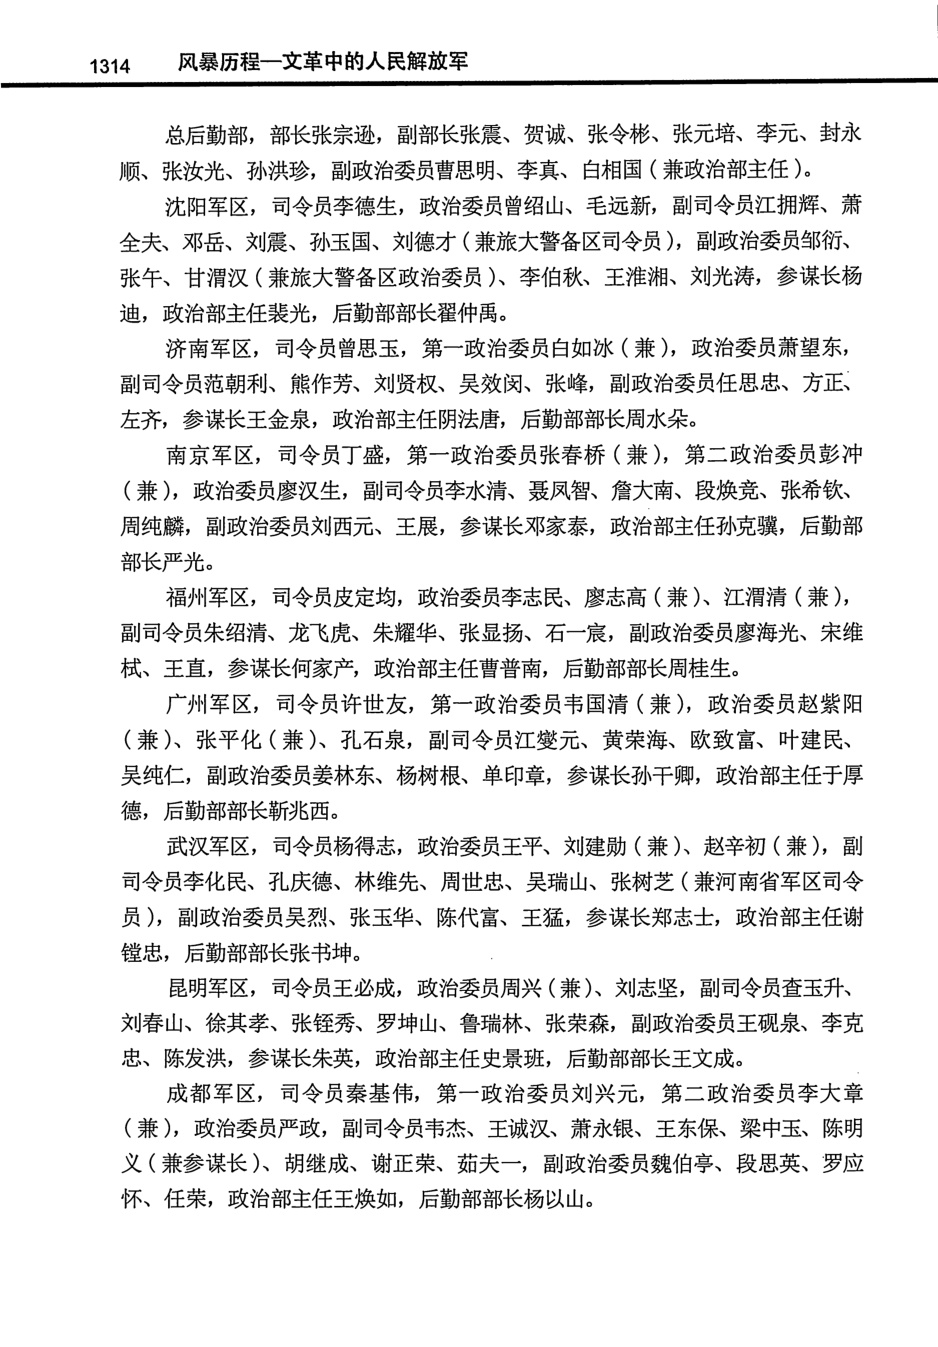 1314 风暴历程—文革中的人民解放军
总后勤部，部长张宗逊，副部长张震、贺诚、张令彬、张元培、李元、封永
顺、张汝光、孙洪珍，副政治委员曹思明、李真、白相国（兼政治部主任）。
沈阳军区，司令员李德生，政治委员曾绍山、毛远新，副司令员江拥辉、萧
全夫、邓岳、刘震、孙玉国、刘德才（兼旅大警备区司令员），副政治委员邹衍、
张午、甘渭汉（兼旅大警备区政治委员）、李伯秋、王淮湘、刘光涛，参谋长杨
迪，政治部主任裴光，后勤部部长翟仲禹。
济南军区，司令员曾思玉，第一政治委员白如冰（兼），政治委员萧望东，
副司令员范朝利、熊作芳、刘贤权、吴效闵、张峰，副政治委员任思忠、方正、
左齐，参谋长王金泉，政治部主任阴法唐，后勤部部长周水朵。
南京军区，司令员丁盛，第一政治委员张春桥（兼），第二政治委员彭冲
（兼），政治委员廖汉生，副司令员李水清、聂凤智、詹大南、段焕竞、张希钦、
周纯麟，副政治委员刘西元、王展，参谋长邓家泰，政治部主任孙克骥，后勤部
部长严光。
福州军区，司令员皮定均，政治委员李志民、廖志高（兼）、江渭清（兼），
副司令员朱绍清、龙飞虎、朱耀华、张显扬、石一宸，副政治委员廖海光、宋维
栻、王直，参谋长何家产，政治部主任曹普南，后勤部部长周桂生。
广州军区，司令员许世友，第一政治委员韦国清（兼），政治委员赵紫阳
（兼）、张平化（兼）、孔石泉，副司令员江燮元、黄荣海、欧致富、叶建民、
吴纯仁，副政治委员姜林东、杨树根、单印章，参谋长孙干卿，政治部主任于厚
德，后勤部部长靳兆西。
武汉军区，司令员杨得志，政治委员王平、刘建勋（兼）、赵辛初（兼），副
司令员李化民、孔庆德、林维先、周世忠、吴瑞山、张树芝（兼河南省军区司令
员），副政治委员吴烈、张玉华、陈代富、王猛，参谋长郑志士，政治部主任谢
镗忠，后勤部部长张书坤。
昆明军区，司令员王必成，政治委员周兴（兼）、刘志坚，副司令员查玉升、
刘春山、徐其孝、张铚秀、罗坤山、鲁瑞林、张荣森，副政治委员王砚泉、李克
忠、陈发洪，参谋长朱英，政治部主任史景班，后勤部部长王文成。
成都军区，司令员秦基伟，第一政治委员刘兴元，第二政治委员李大章
（兼），政治委员严政，副司令员韦杰、王诚汉、萧永银、王东保、梁中玉、陈明
义（兼参谋长）、胡继成、谢正荣、茹夫一，副政治委员魏伯亭、段思英、罗应
怀、任荣，政治部主任王焕如，后勤部部长杨以山。